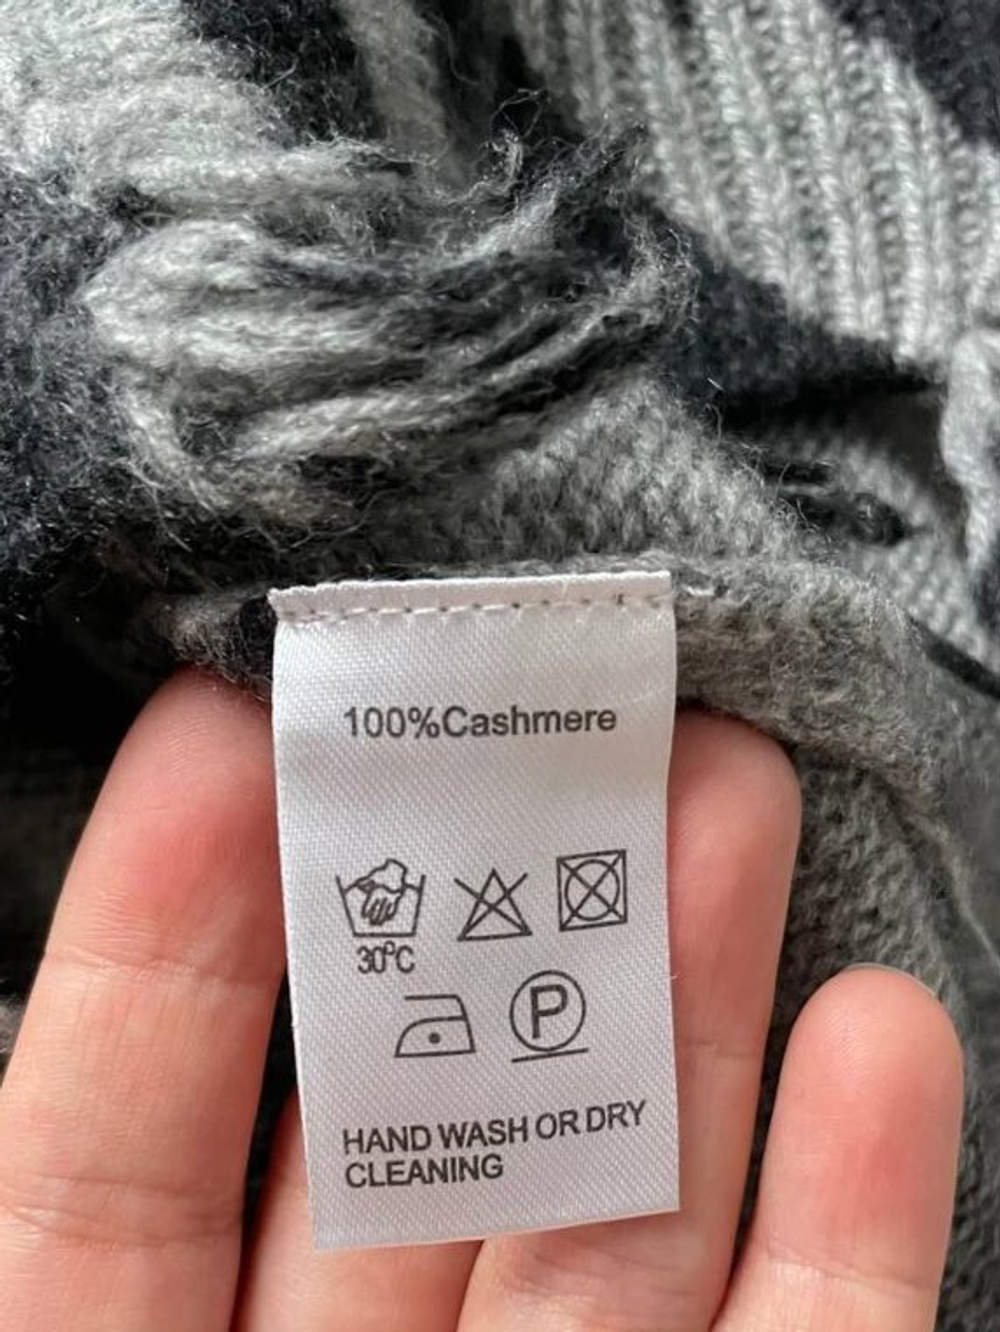 100%Cashmere
30°C
P
HAND WASH OR DRY
CLEANING